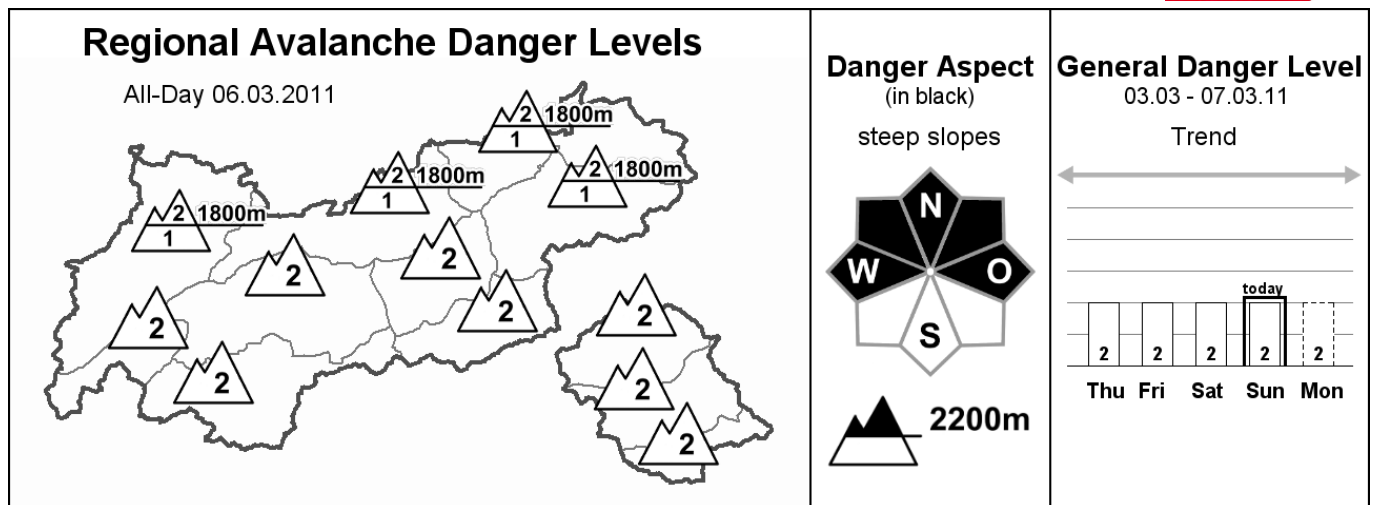 Regional Avalanche Danger Levels
All-Day 06.03.2011
2 1800m
1
2 1800m
1
2 1800m
1
2 1800m
1
2
2
2
2
2
2
2
2
Danger Aspect
(in black)
steep slopes
N
W O
S
2200m
General Danger Level
03.03 - 07.03.11
Trend
today
2 2 2 2 2
Thu Fri Sat Sun Mon